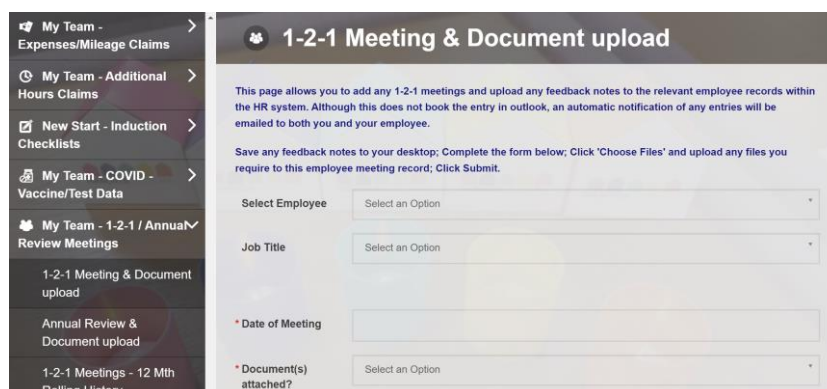 My Team -
Expenses/Mileage Claims
My Team - Additional
Hours Claims
New Start - Induction
Checklists
My Team - COVID -
Vaccine/Test Data
My Team - 1-2-1 / Annual
Review Meetings
1-2-1 Meeting & Document
upload
Annual Review &
Document upload
1-2-1 Meetings - 12 Mth
Rolling History
1-2-1 Meeting & Document upload
This page allows you to add any 1-2-1 meetings and upload any feedback notes to the relevant employee records within
the HR system. Although this does not book the entry in outlook, an automatic notification of any entries will be
emailed to both you and your employee.
Save any feedback notes to your desktop; Complete the form below; Click 'Choose Files' and upload any files you
require to this employee meeting record; Click Submit.
Select Employee Select an Option
Job Title Select an Option
* Date of Meeting
* Document(s) Select an Option
attached?